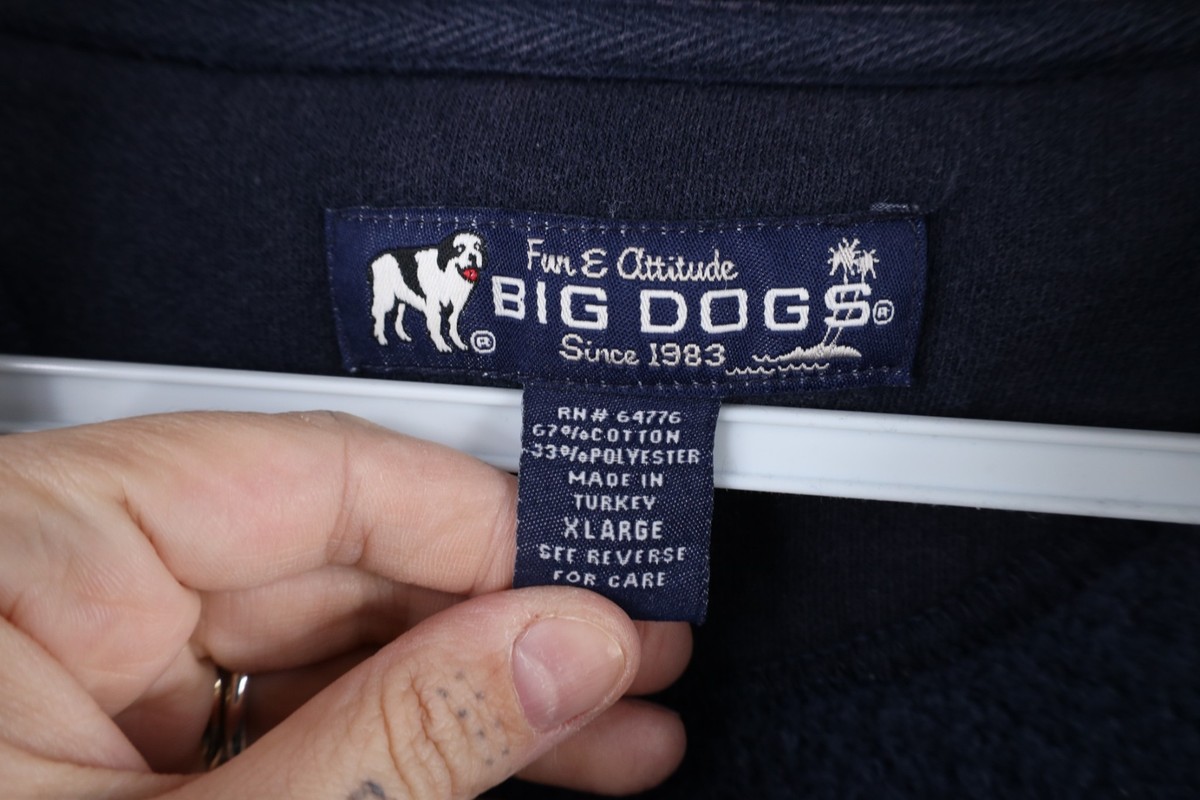 Fun & Attitude
BIG DOGS®
Since 1983
®
RN# 64776
67%COTTON
33%POLYESTER
MADE IN
TURKEY
XLARGE
SEE REVERSE
FOR CARE